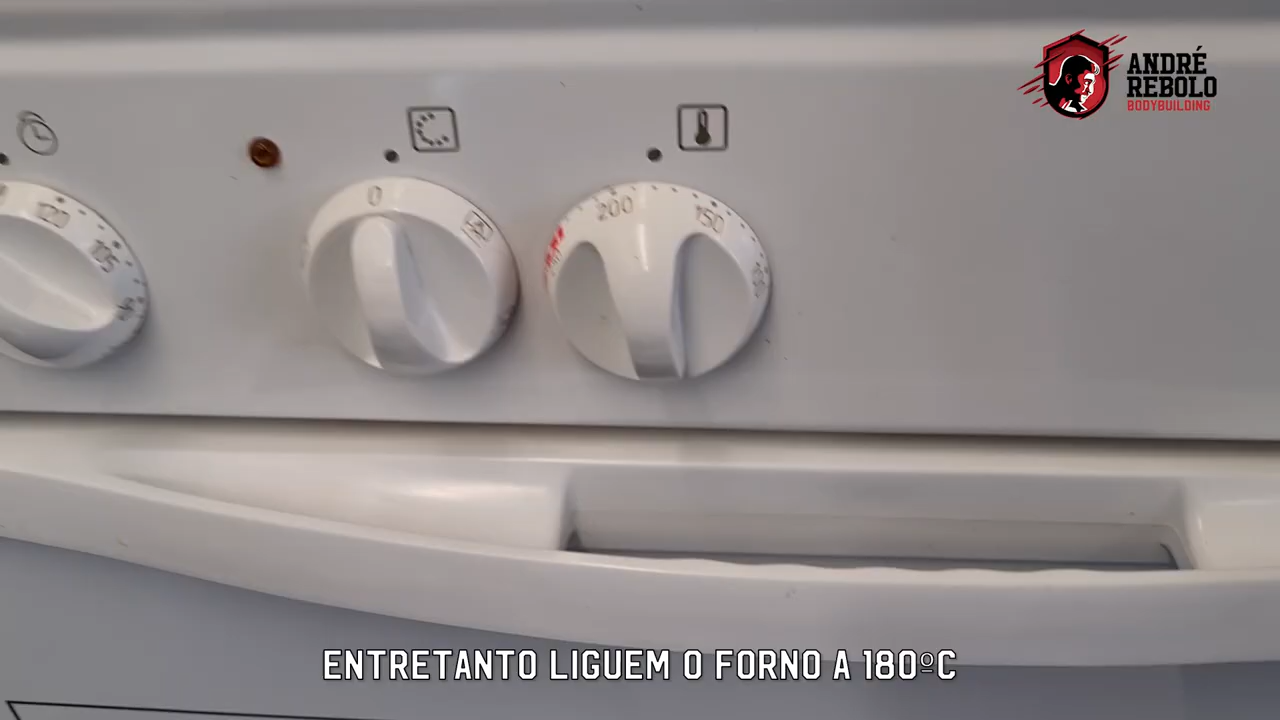 ANDRÉ
REBOLO
BODYBUILDING
120
105
0
200
150
ENTRETANTO LIGUEM O FORNO A 180ºC